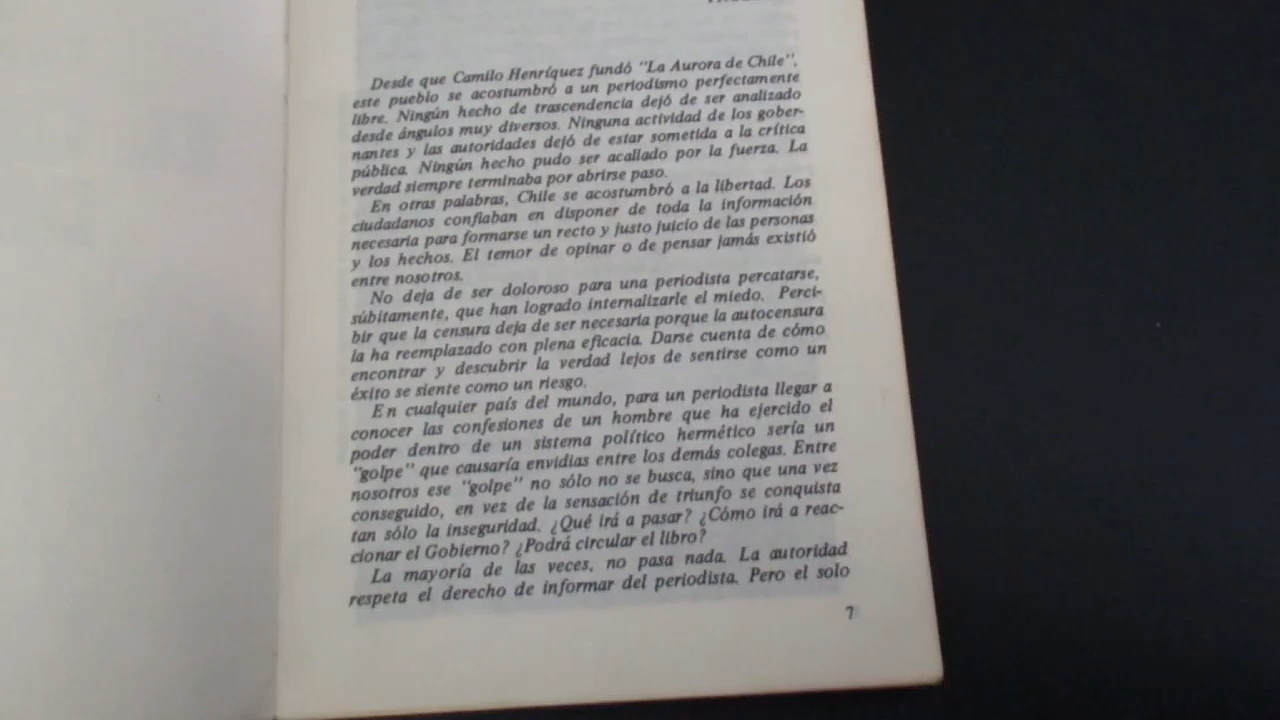 Desde que Camilo Henríquez fundó "La Aurora de Chile",
este pueblo se acostumbró a un periodismo perfectamente
libre. Ningún hecho de trascendencia dejó de ser analizado
desde ángulos muy diversos. Ninguna actividad de los gober-
nantes y las autoridades dejó de estar sometida a la crítica
pública. Ningún hecho pudo ser acallado por la fuerza. La
verdad siempre terminaba por abrirse paso.
En otras palabras, Chile se acostumbró a la libertad. Los
ciudadanos confiaban en disponer de toda la información
necesaria para formarse un recto y justo juicio de las personas
y los hechos. El temor de opinar o de pensar jamás existió
entre nosotros.
No deja de ser doloroso para una periodista percatarse,
súbitamente, que han logrado internalizarle el miedo. Perci-
bir que la censura deja de ser necesaria porque la autocensura
la ha reemplazado con plena eficacia. Darse cuenta de cómo
encontrar y descubrir la verdad lejos de sentirse como un
éxito se siente como un riesgo.
En cualquier país del mundo, para un periodista llegar a
conocer las confesiones de un hombre que ha ejercido el
poder dentro de un sistema político hermético sería un
"golpe" que causaría envidias entre los demás colegas. Entre
nosotros ese "golpe" no sólo no se busca, sino que una vez
conseguido, en vez de la sensación de triunfo se conquista
tan sólo la inseguridad. ¿Qué irá a pasar? ¿Cómo irá a reac-
cionar el Gobierno? ¿Podrá circular el libro?
La mayoría de las veces, no pasa nada. La autoridad
respeta el derecho de informar del periodista. Pero el solo
7